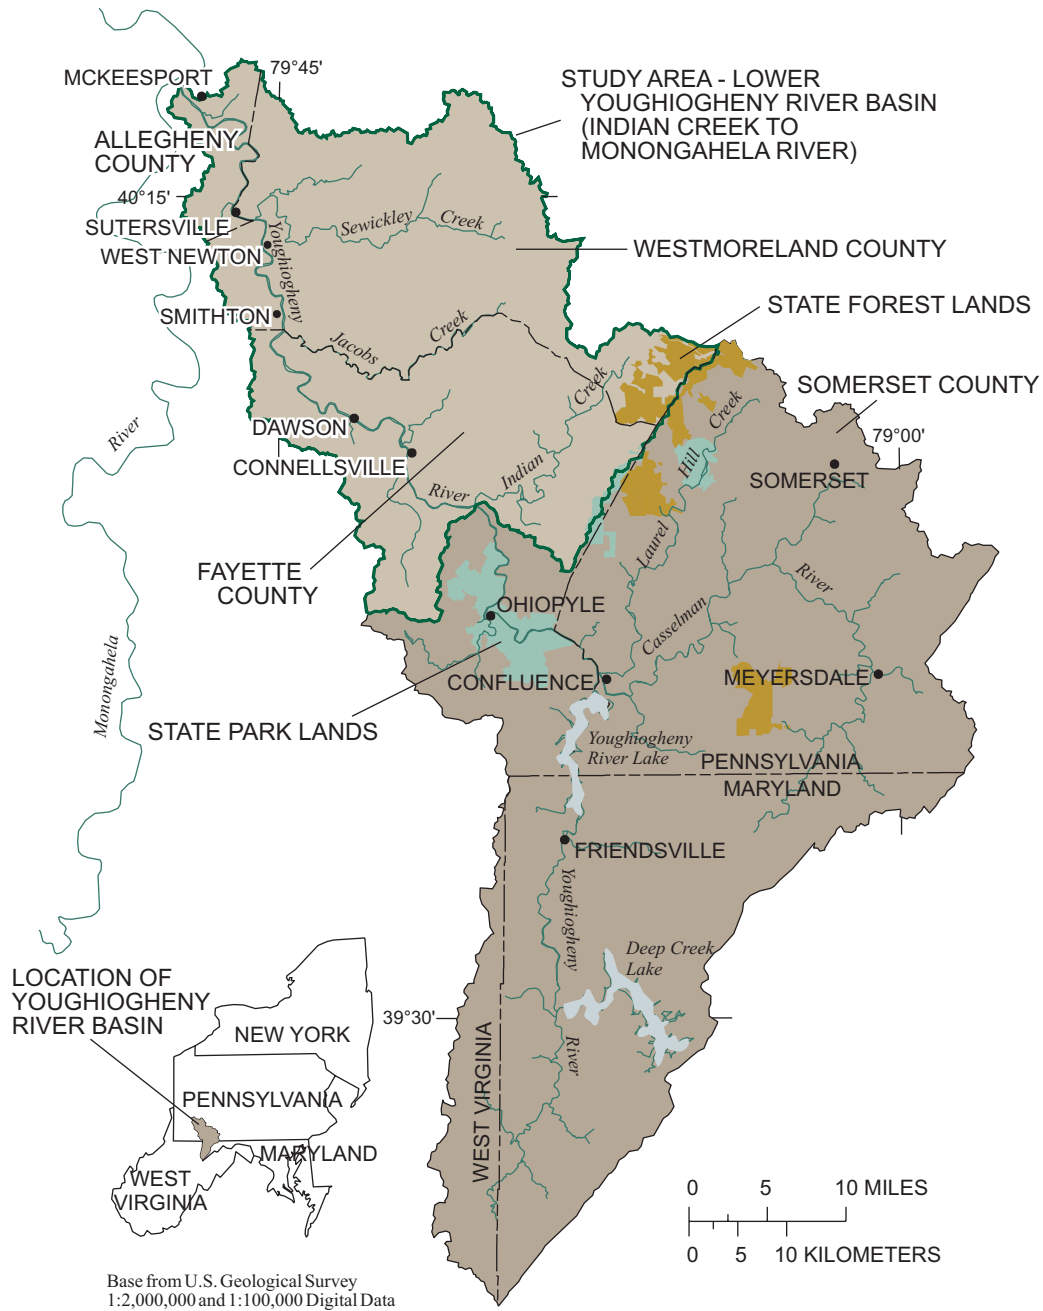 MCKEESPORT
79°45'
STUDY AREA - LOWER
YOUGHIOGHENY RIVER BASIN
(INDIAN CREEK TO
MONONGAHELA RIVER)
ALLEGHENY
COUNTY
40°15'
SUTERSVILLE
Sewickley
Creek
WEST NEWTON
Youghiogheny
WESTMORELAND COUNTY
SMITHTON
STATE FOREST LANDS
Jacobs
Creek
SOMERSET COUNTY
Creek
Creek
River
DAWSON
79°00'
CONNELLSVILLE
Indian
Hill
SOMERSET
River
Laurel
FAYETTE
COUNTY
River
OHIOPYLE
Casselman
Monongahela
CONFLUENCE
MEYERSDALE
STATE PARK LANDS
Youghiogheny
River Lake
PENNSYLVANIA
MARYLAND
FRIENDSVILLE
Youghiogheny
Deep Creek
Lake
LOCATION OF
YOUGHIOGHENY
RIVER BASIN
39°30'
NEW YORK
River
WEST VIRGINIA
PENNSYLVANIA
MARYLAND
WEST
VIRGINIA
0 5 10 MILES
0 5 10 KILOMETERS
Base from U.S. Geological Survey
1:2,000,000 and 1:100,000 Digital Data